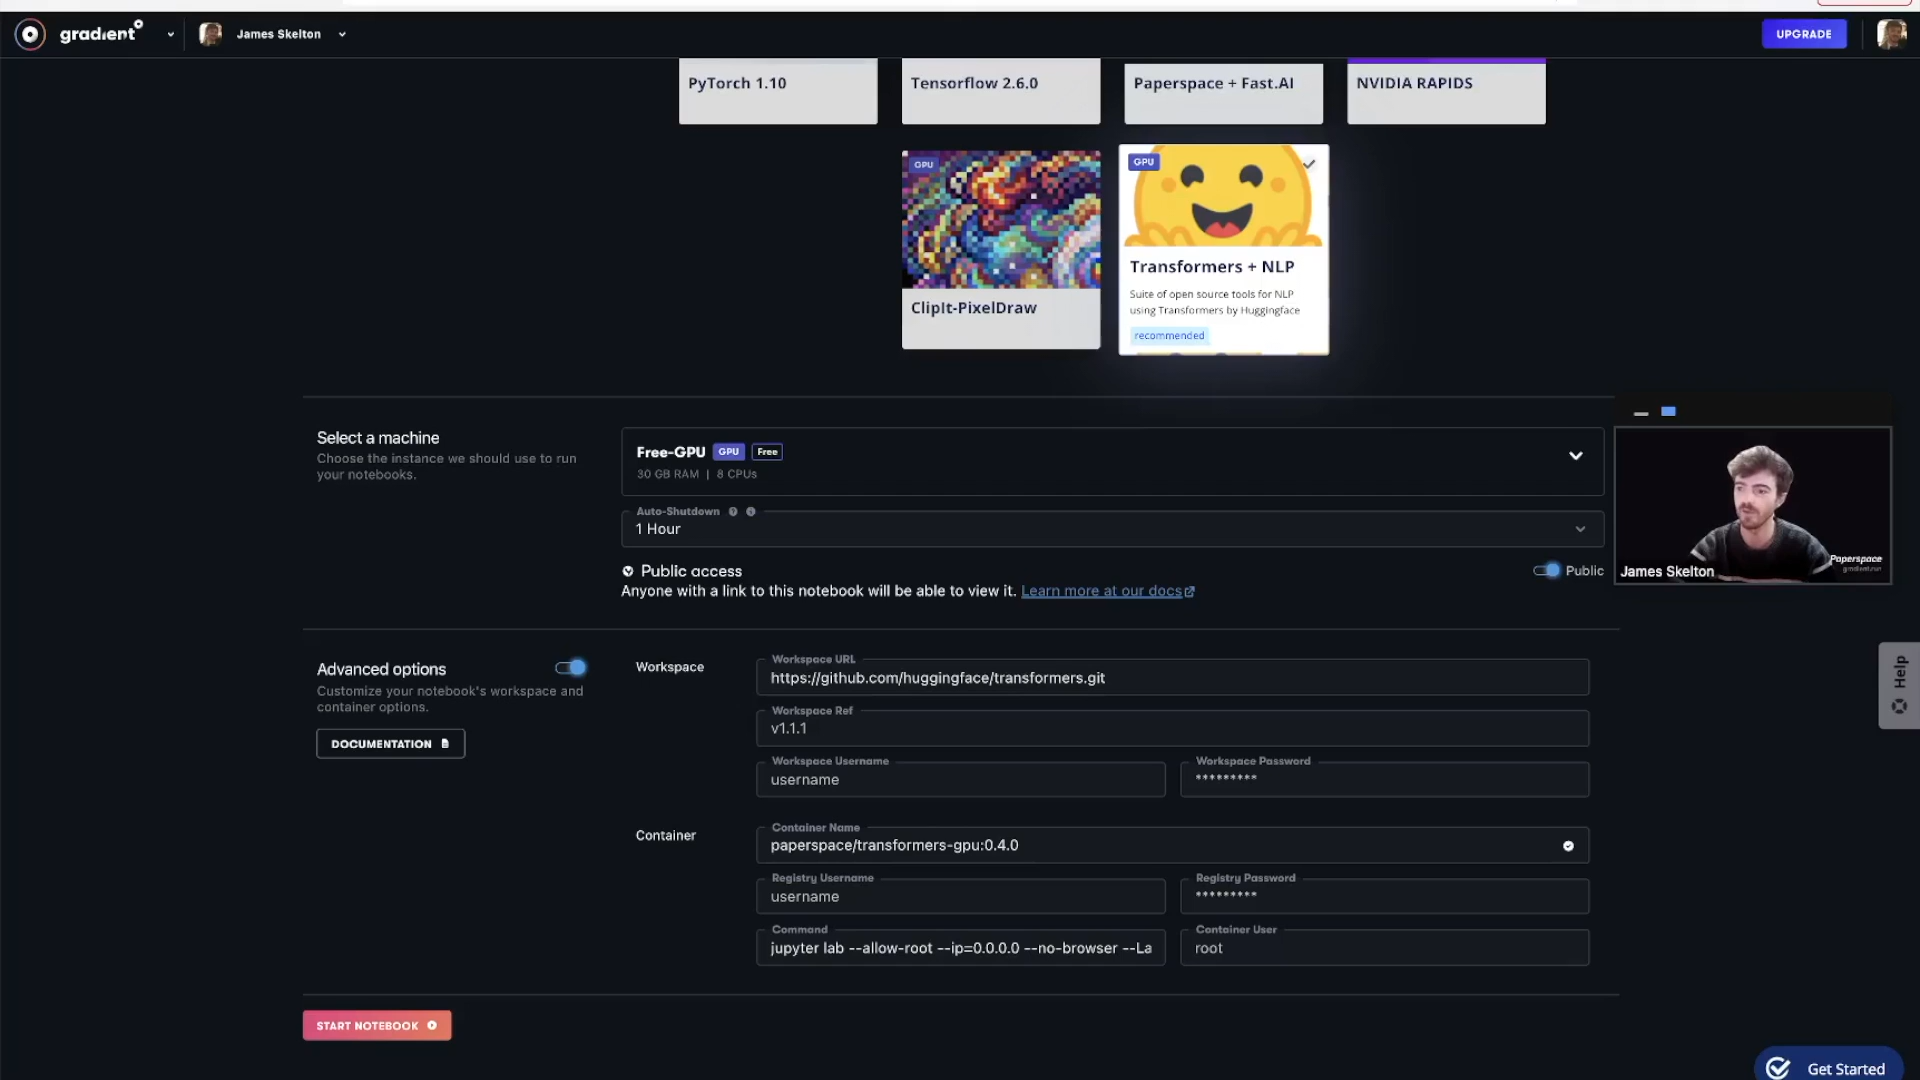 gradient
James Skelton
UPGRADE
PyTorch 1.10
Tensorflow 2.6.0
Paperspace + Fast.AI
NVIDIA RAPIDS
GPU
ClipIt-PixelDraw
GPU
Transformers + NLP
Suite of open source tools for NLP
using Transformers by Huggingface
recommended
Select a machine
Choose the instance we should use to run
your notebooks.
Free-GPU GPU Free
30 GB RAM | 8 CPUs
Auto-Shutdown
1 Hour
Public access
Public
Anyone with a link to this notebook will be able to view it. Learn more at our docs
James Skelton
Paperspace
gradient.run
Advanced options
Customize your notebook's workspace and
container options.
DOCUMENTATION
Workspace
Workspace URL
https://github.com/huggingface/transformers.git
Workspace Ref
v1.1.1
Workspace Username
username
Workspace Password
*********
Container
Container Name
paperspace/transformers-gpu:0.4.0
Registry Username
username
Registry Password
*********
Command
jupyter lab --allow-root --ip=0.0.0.0 --no-browser --La
Container User
root
START NOTEBOOK
Help
Get Started